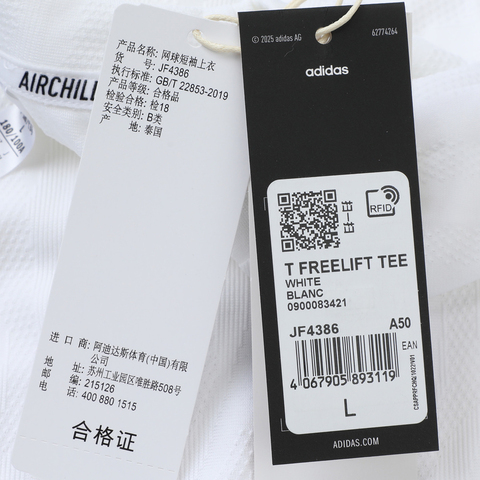 AIRCHILL
180/100A
产品名称: 网球短袖上衣
货 号: JF4386
执行标准: GB/T 22853-2019
产品等级: 合格品
检验合格: 检18
安全类别: B类
产 地: 泰国
进 口 商: 阿迪达斯体育(中国)有限
公司
地 址: 苏州工业园区唯胜路508号
邮 编: 215126
电 话: 400 880 1515
合格证
© 2025 adidas AG
62774264
adidas
RFID
T FREELIFT TEE
WHITE
BLANC
0900083421
JF4386
A50
EAN
4 067905 893119
L
ADIDAS.COM